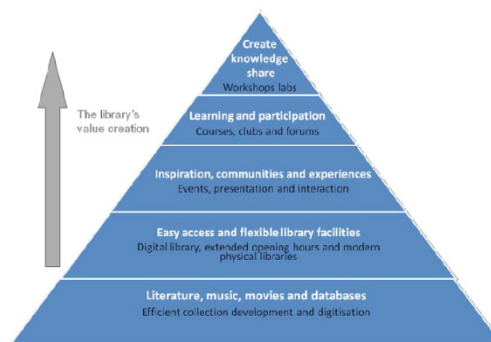 Create
knowledge
share
Workshops labs
The library's
value creation
Learning and participation
Courses, clubs and forums
Inspiration, communities and experiences
Events, presentation and interaction
Easy access and flexible library facilities
Digital library, extended opening hours and modern
physical libraries
Literature, music, movies and databases
Efficient collection development and digitisation